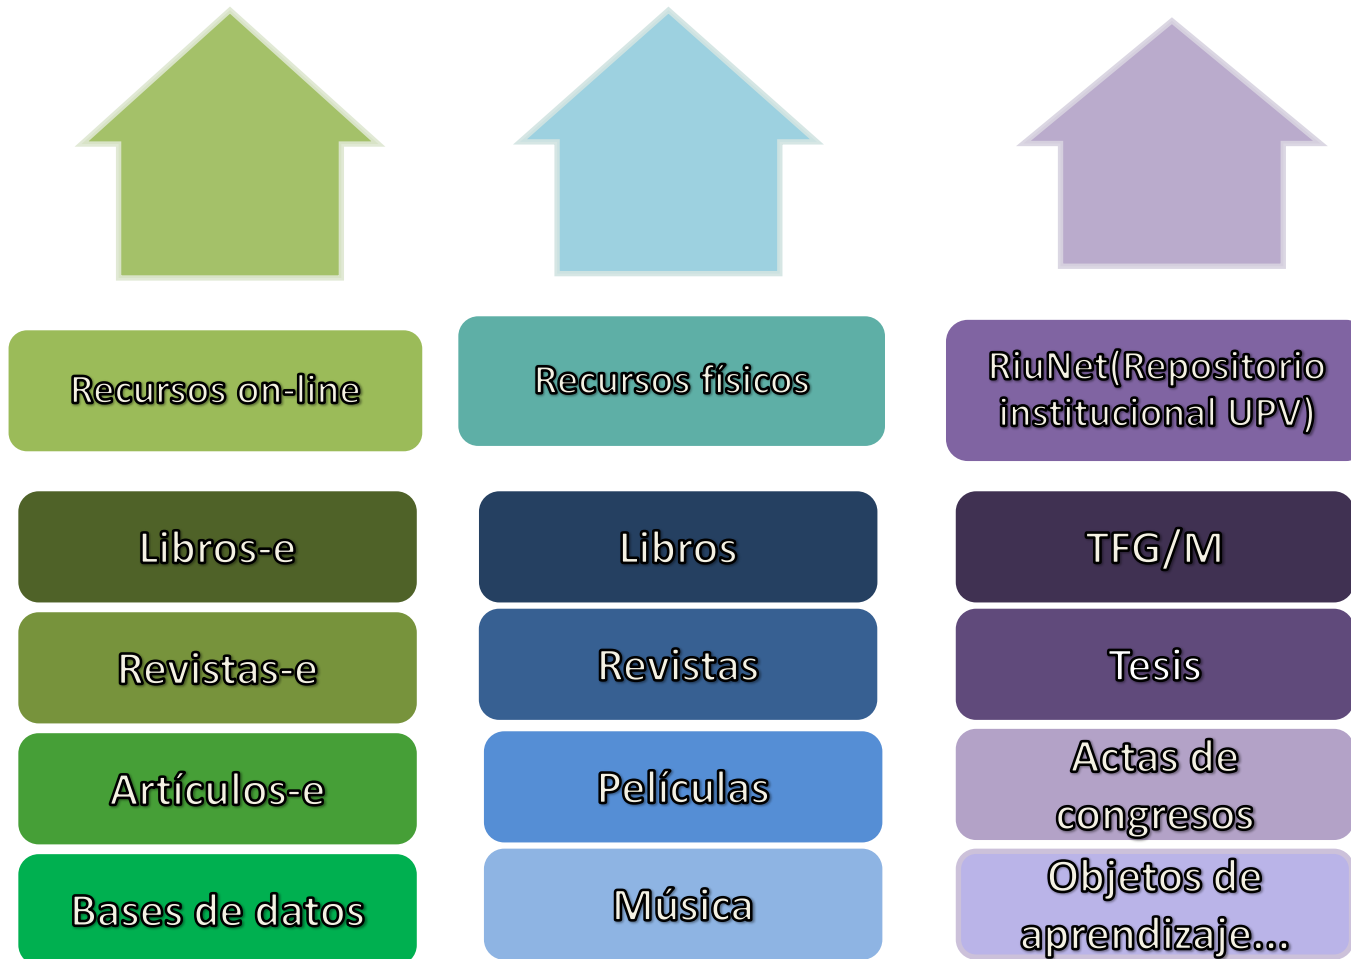 Recursos on-line
Libros-e
Revistas-e
Artículos-e
Bases de datos
Recursos físicos
Libros
Revistas
Películas
Música
RiuNet(Repositorio
institucional UPV)
TFG/M
Tesis
Actas de
congresos
Objetos de
aprendizaje...